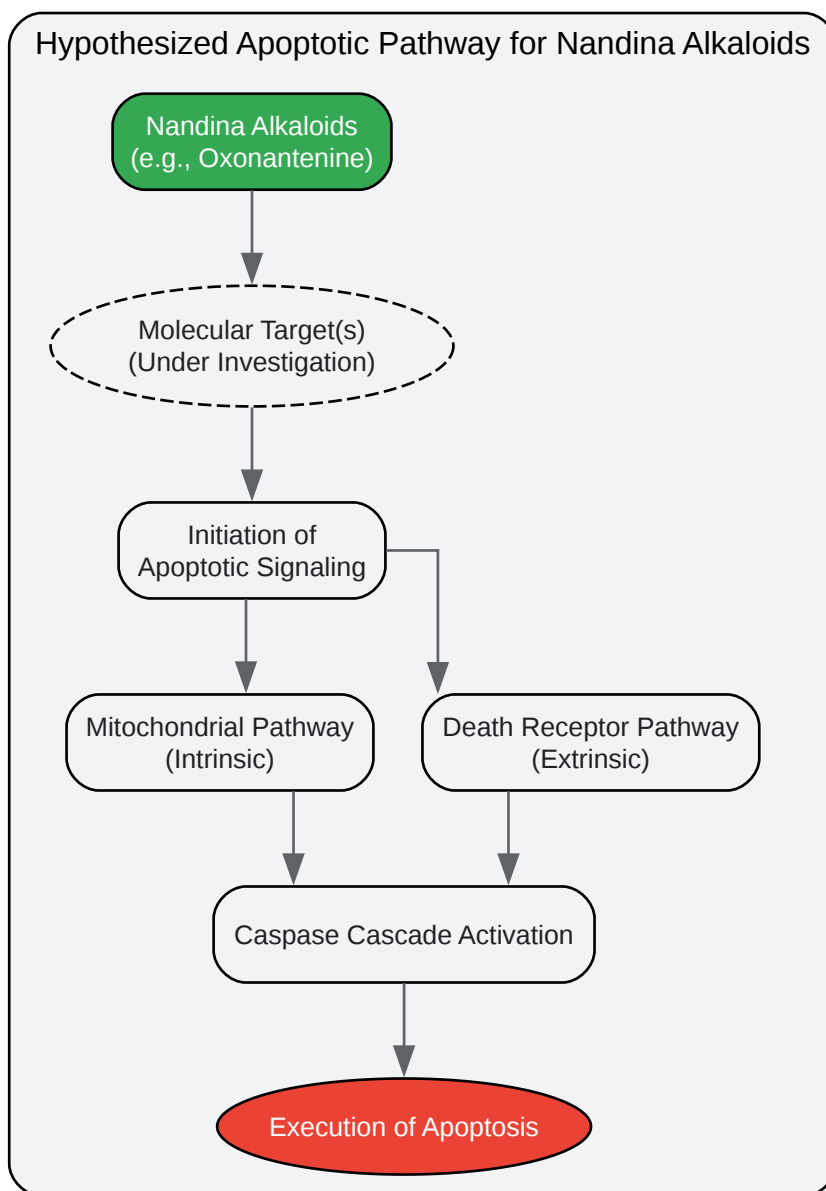 Hypothesized Apoptotic Pathway for Nandina Alkaloids
Nandina Alkaloids
(e.g., Oxonantenine)
Molecular Target(s)
(Under Investigation)
Initiation of
Apoptotic Signaling
Mitochondrial Pathway
(Intrinsic)
Death Receptor Pathway
(Extrinsic)
Caspase Cascade Activation
Execution of Apoptosis